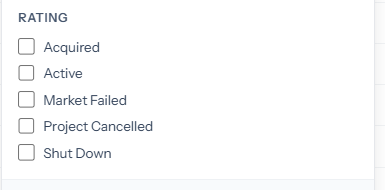 RATING
Acquired
Active
Market Failed
Project Cancelled
Shut Down